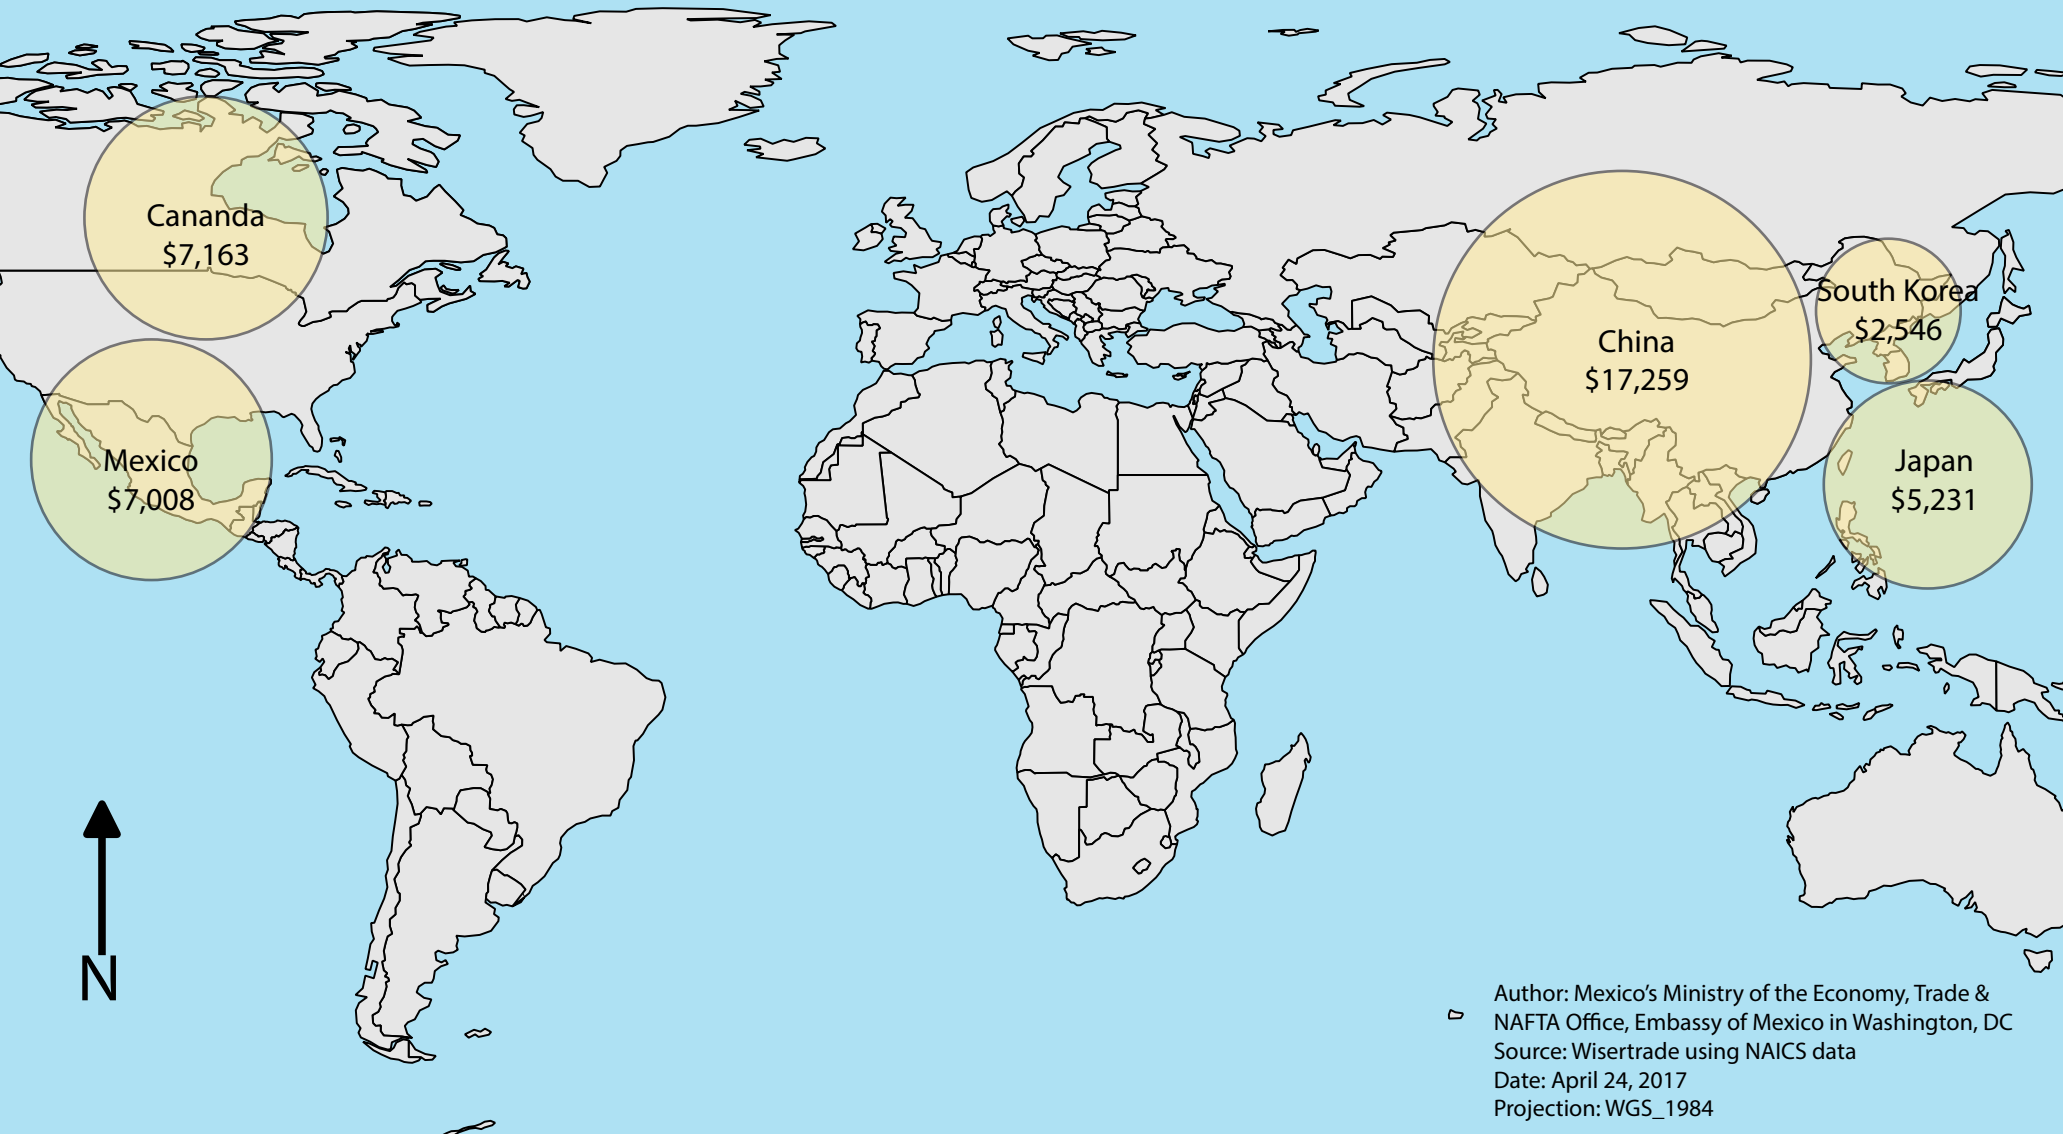 Cananda
$7,163
Mexico
$7,008
China
$17,259
South Korea
$2,546
Japan
$5,231
N
Author: Mexico’s Ministry of the Economy, Trade &
NAFTA Office, Embassy of Mexico in Washington, DC
Source: Wisertrade using NAICS data
Date: April 24, 2017
Projection: WGS_1984